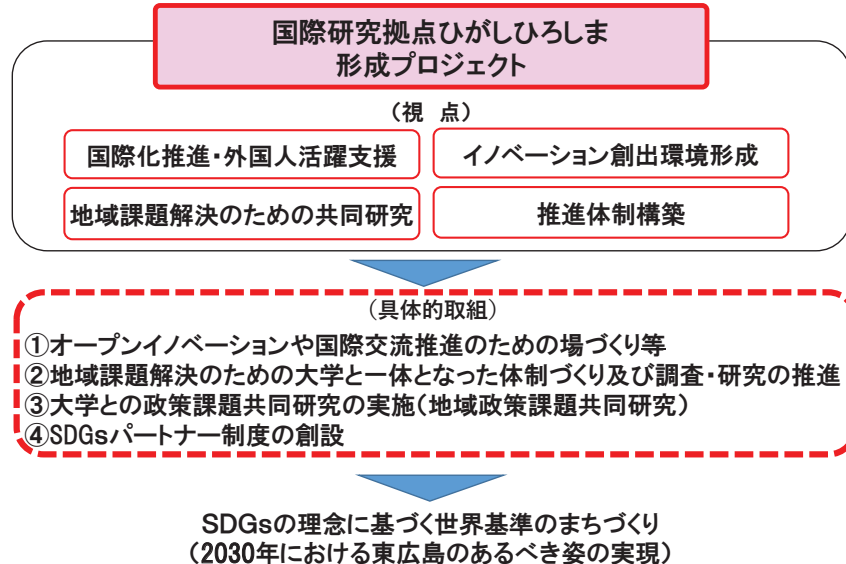 国際研究拠点ひがしひろしま
形成プロジェクト
(視 点)
国際化推進・外国人活躍支援
イノベーション創出環境形成
地域課題解決のための共同研究
推進体制構築
(具体的取組)
①オープンイノベーションや国際交流推進のための場づくり等
②地域課題解決のための大学と一体となった体制づくり及び調査・研究の推進
③大学との政策課題共同研究の実施(地域政策課題共同研究)
④SDGsパートナー制度の創設
SDGsの理念に基づく世界基準のまちづくり
(2030年における東広島のあるべき姿の実現)